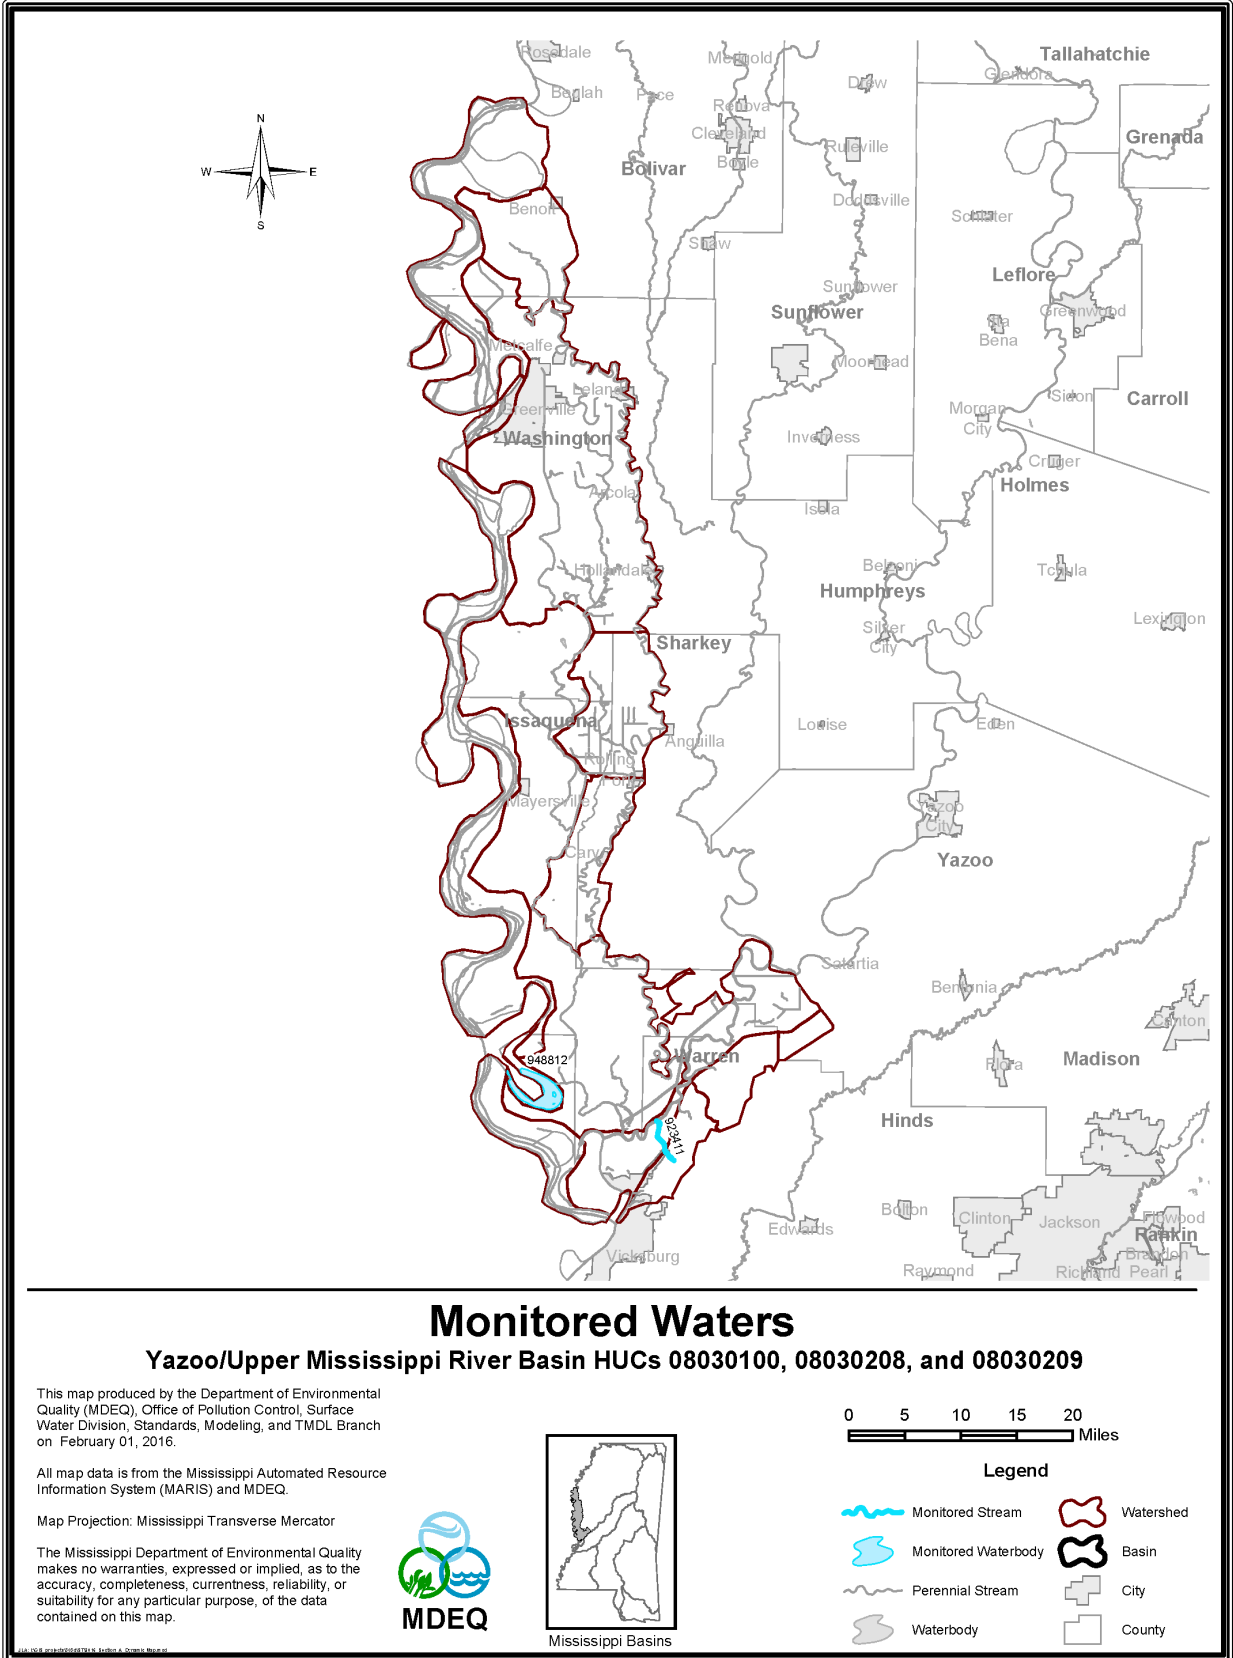 Rosedale
Merigold
Tallahatchie
Glendora
Drew
Beulah
Pace
Renova
Cleveland
Grenada
N
W
E
S
Ruleville
Boyle
Bolivar
Doddsville
Benoit
Schlater
Shaw
Leflore
Sunflower
Sunflower
Greenwood
Itta
Bena
Metcalfe
Moorhead
Leland
Sidon
Carroll
Greenville
Morgan
City
Washington
Inverness
Cruger
Holmes
Arcola
Isola
Hollandale
Belzoni
Tchula
Humphreys
Lexington
Silver
City
Sharkey
Issaquena
Louise
Eden
Anguilla
Rolling
Fork
Mayersville
Yazoo
City
Cary
Yazoo
Satartia
Bentonia
Canton
948812
Warren
Flora
Madison
923411
Hinds
Bolton
Clinton
Jackson
Flowood
Edwards
Rankin
Vicksburg
Brandon
Raymond
Richland
Pearl
Monitored Waters
Yazoo/Upper Mississippi River Basin HUCs 08030100, 08030208, and 08030209
This map produced by the Department of Environmental
Quality (MDEQ), Office of Pollution Control, Surface
Water Division, Standards, Modeling, and TMDL Branch
on February 01, 2016.
All map data is from the Mississippi Automated Resource
Information System (MARIS) and MDEQ.
Map Projection: Mississippi Transverse Mercator
The Mississippi Department of Environmental Quality
makes no warranties, expressed or implied, as to the
accuracy, completeness, currentness, reliability, or
suitability for any particular purpose, of the data
contained on this map.
MDEQ
Mississippi Basins
0 5 10 15 20
Miles
Legend
Monitored Stream
Watershed
Monitored Waterbody
Basin
Perennial Stream
City
Waterbody
County